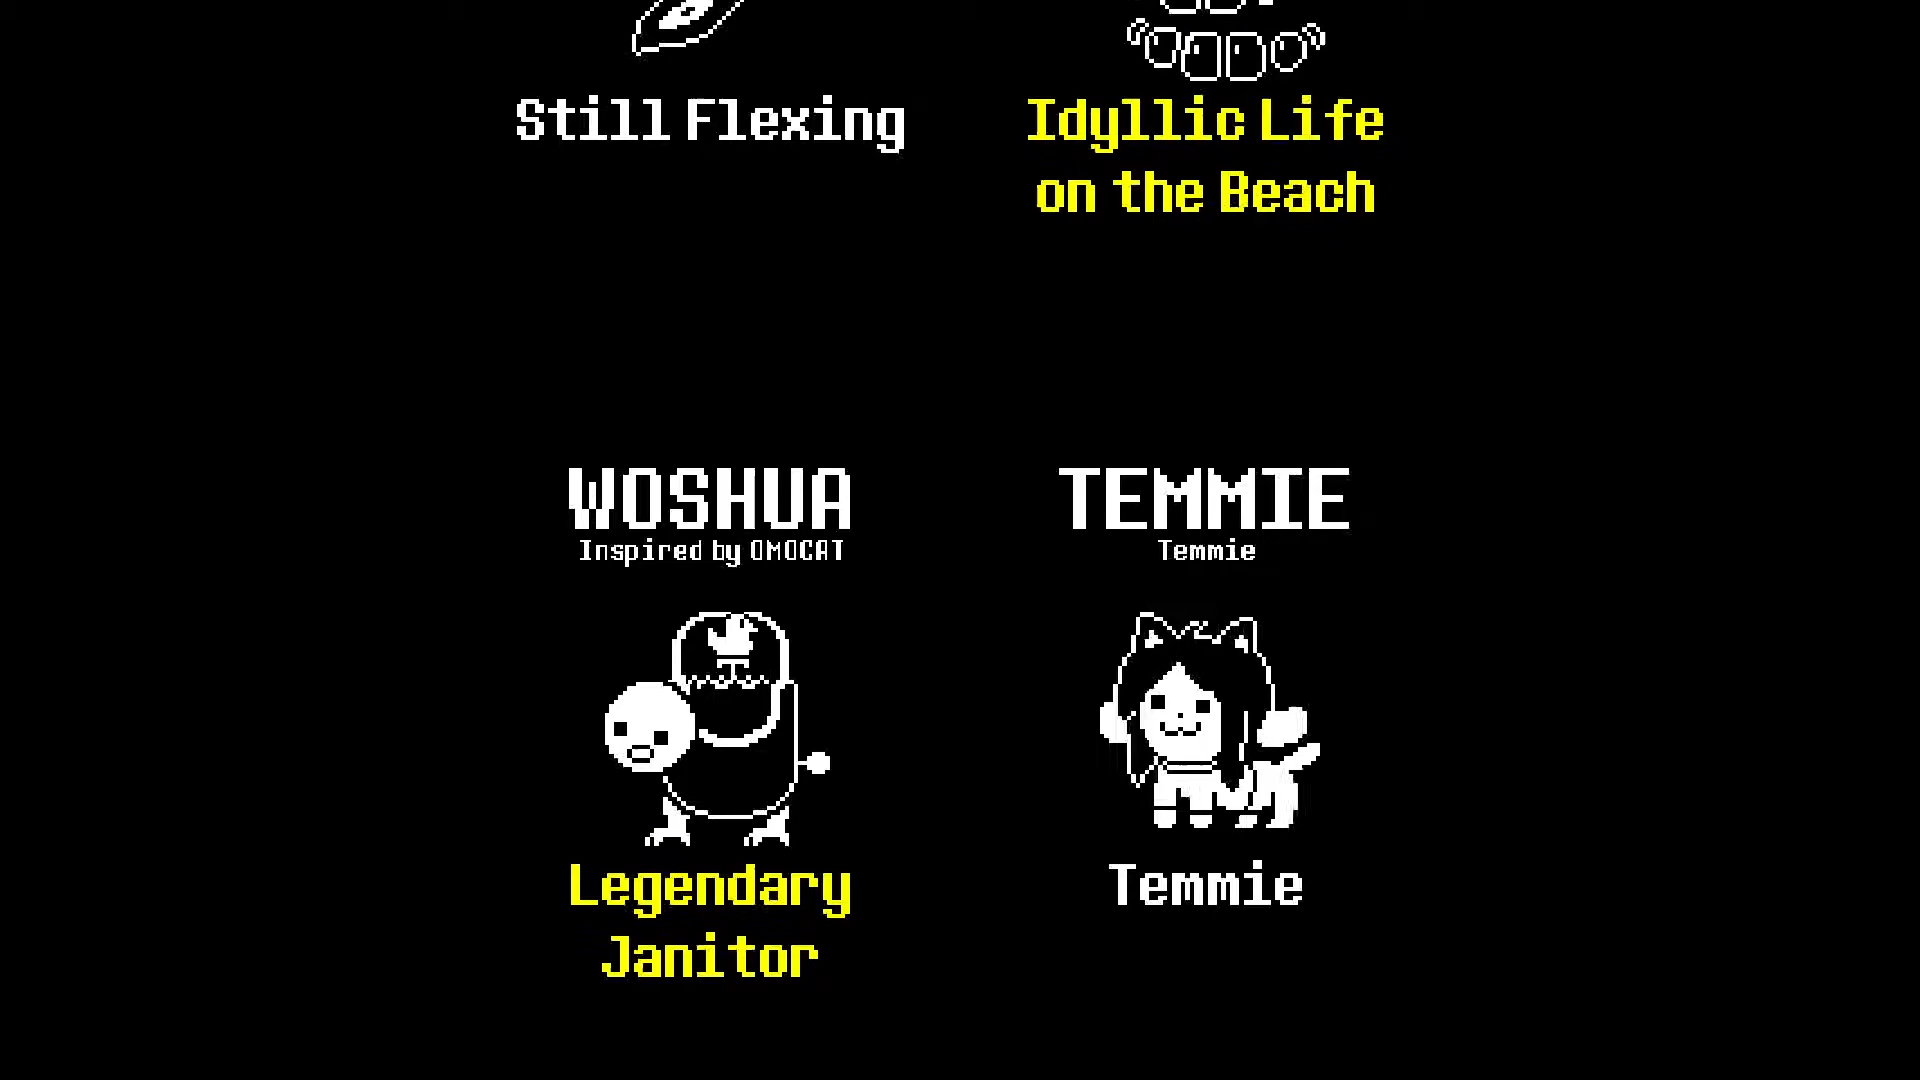 Still Flexing
Idyllic Life
on the Beach
WOSHUA
Inspired by OMOCAT
Legendary
Janitor
TEMMIE
Temmie
Temmie